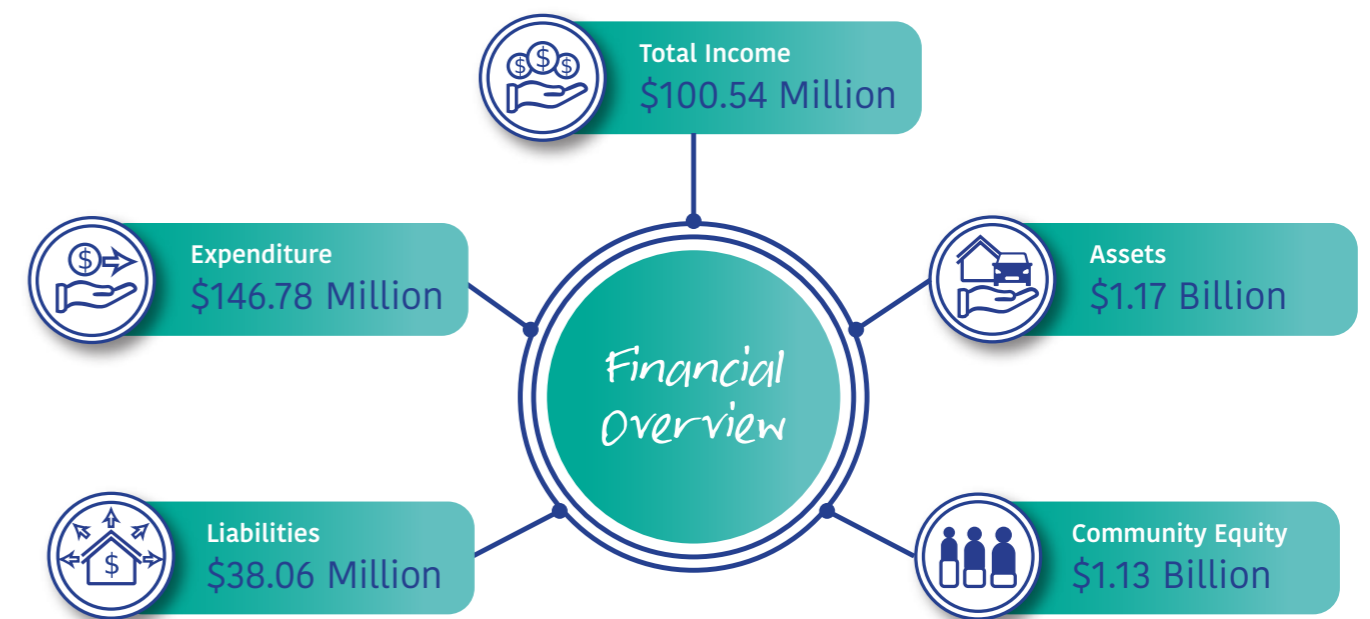 Total Income
$100.54 Million
Expenditure
$146.78 Million
Assets
$1.17 Billion
Financial
Overview
Liabilities
$38.06 Million
Community Equity
$1.13 Billion